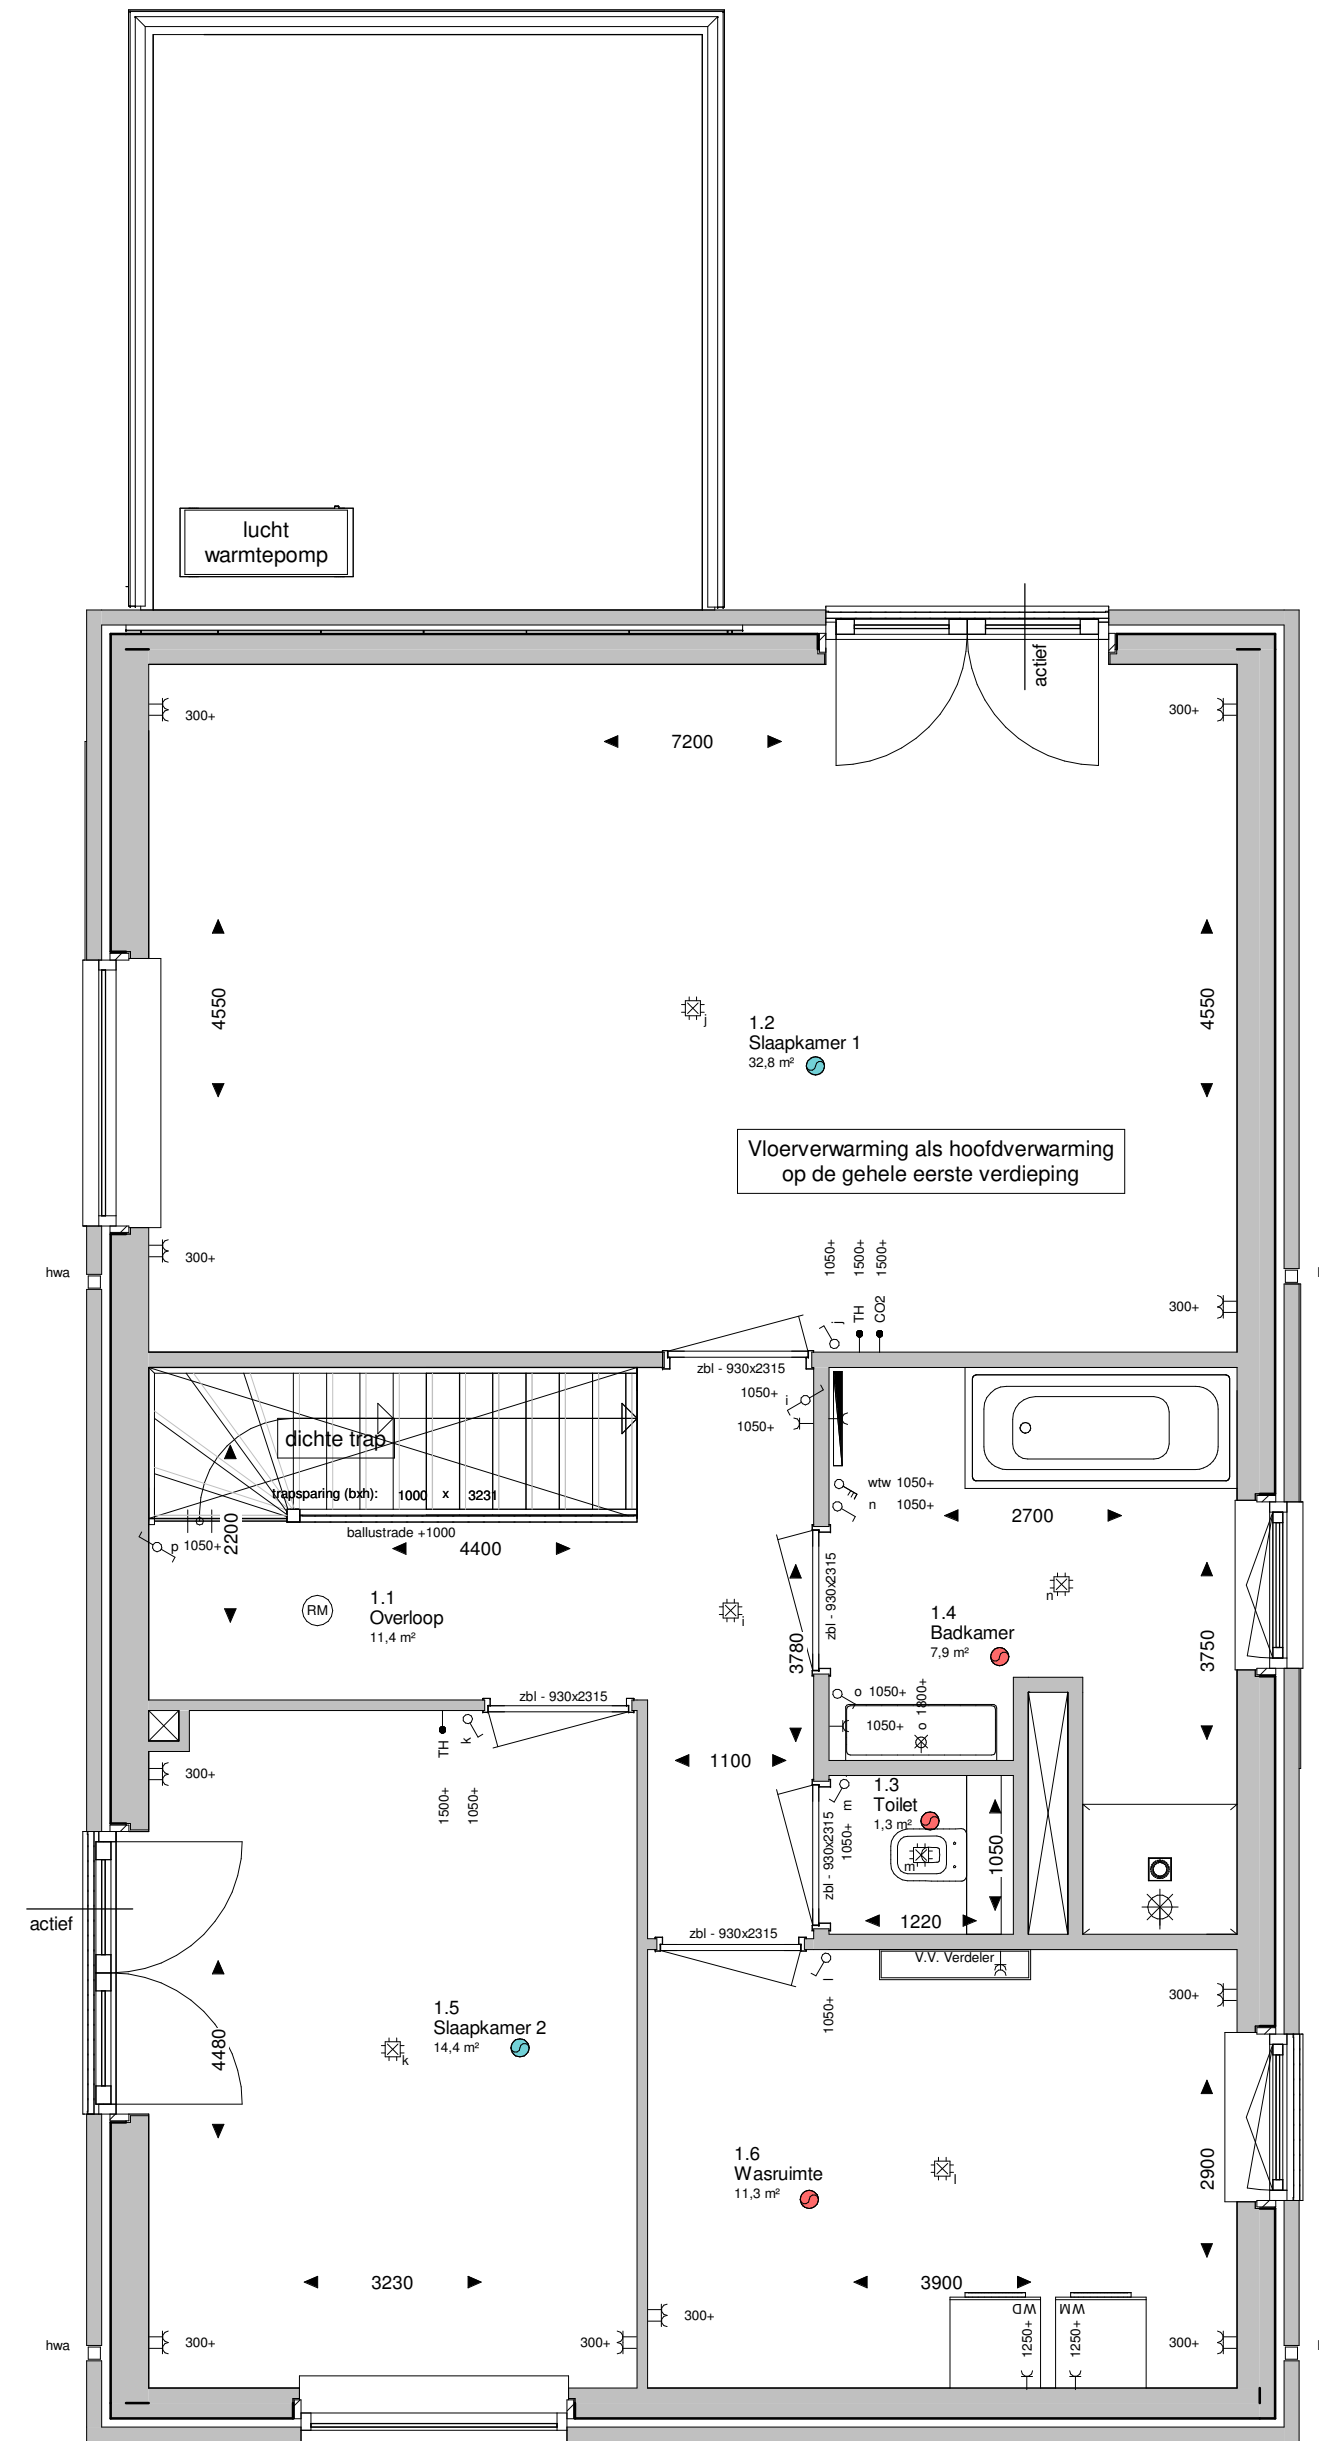 lucht
warmtepomp
actief
300+
300+
7200
4550
4550
j
1.2
Slaapkamer 1
32,8 m²
Vloerverwarming als hoofdverwarming
op de gehele eerste verdieping
300+
hwa
1050+
1500+
1500+
j
TH
CO2
300+
zbl - 930x2315
1050+
i
1050+
dichte trap
trapsparing (bxh): 1000 x 3231
ballustrade +1000
wtw 1050+
n 1050+
2700
p 1050+
2200
4400
RM
1.1
Overloop
11,4 m²
i
zbl - 930x2315
3780
n
1.4
Badkamer
7,9 m²
3750
zbl - 930x2315
o 1050+
1050+
o 1800+
TH
k
1500+
1050+
300+
1100
1.3
Toilet
1,3 m²
m
1050+
zbl - 930x2315
m
1050
1220
actief
zbl - 930x2315
V.V. Verdeler
l
1050+
300+
1.5
Slaapkamer 2
14,4 m²
k
4480
1.6
Wasruimte
11,3 m²
l
2900
3230
3900
WD
WM
1250+
1250+
300+
hwa
300+
300+
300+